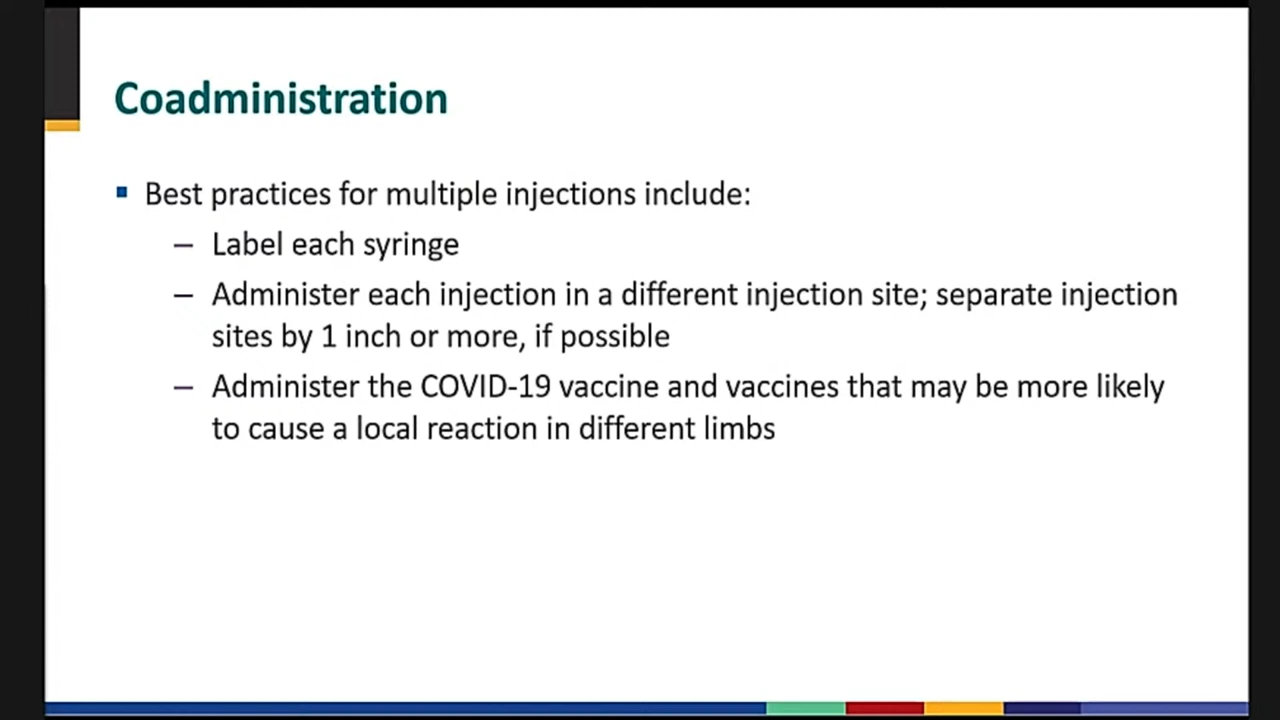 Coadministration
▪ Best practices for multiple injections include:
– Label each syringe
– Administer each injection in a different injection site; separate injection
sites by 1 inch or more, if possible
– Administer the COVID-19 vaccine and vaccines that may be more likely
to cause a local reaction in different limbs